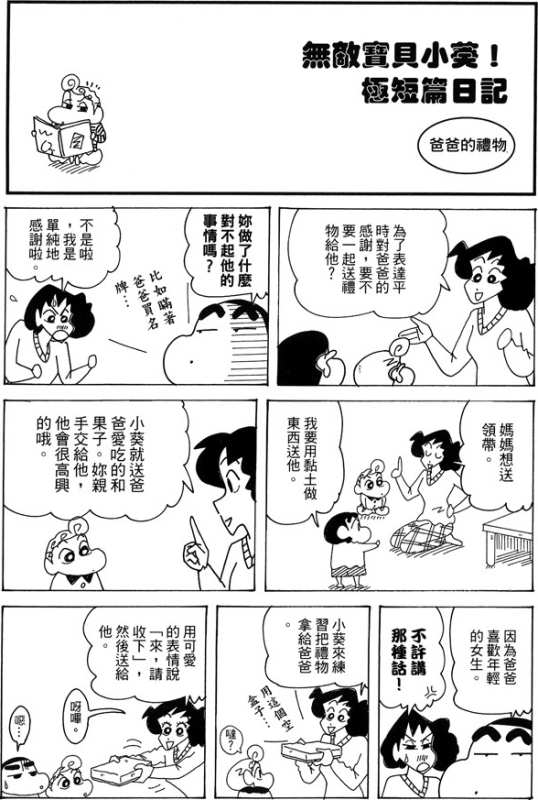 無敵寶貝小葵！
極短篇日記
爸爸的禮物
為了表達平
時對爸爸的
感謝，要不
要一起送禮
物給他？
妳做了什麼
對不起他的
事情嗎？
比如瞞著
爸爸買名
牌…
不是啦
，我是
單純地
感謝啦。
媽媽想送
領帶。
我要用黏土做
東西送他。
小葵就送爸
爸愛吃的和
果子。妳親
手交給他，
他會很高興
的哦。
因為爸爸
喜歡年輕
的女生。
不許講
那種話！
小葵來練
習把禮物
拿給爸爸
。
用這個空
盒子…
噠？
用可愛
的表情說
「來，請
收下」，
然後送給
他。
呀嗶。
嗯…